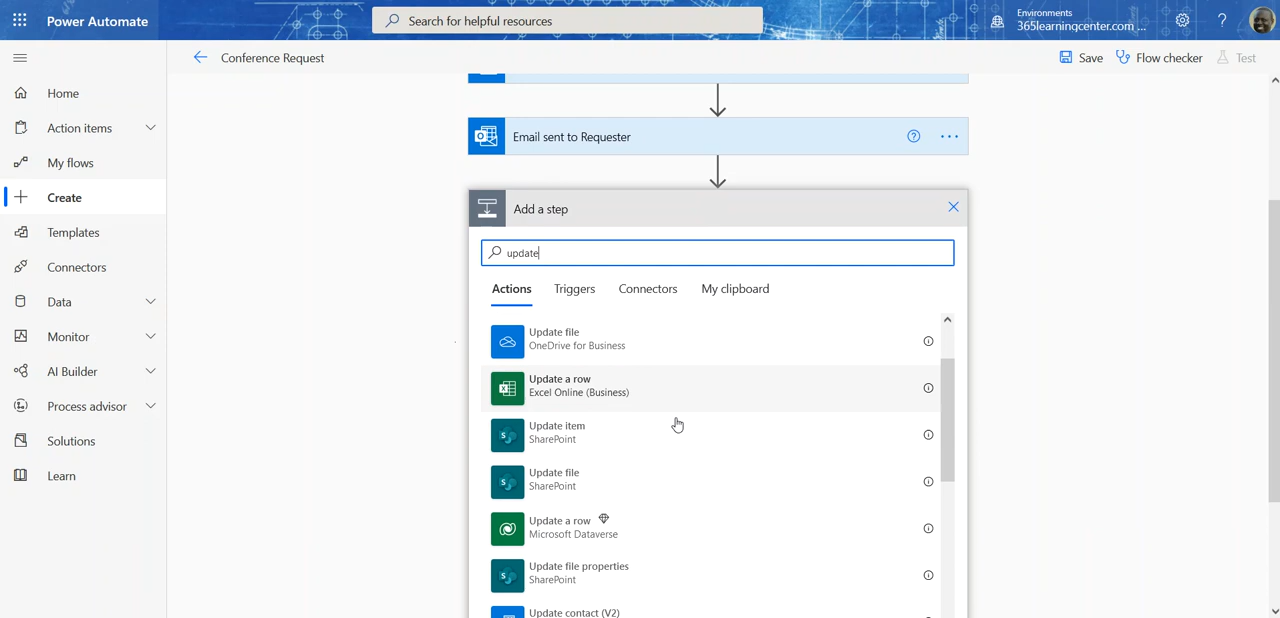 Power Automate
Search for helpful resources
Environments
365learningcenter.com ...
?
Conference Request
Save
Flow checker
Test
Home
Action items
My flows
Create
Templates
Connectors
Data
Monitor
AI Builder
Process advisor
Solutions
Learn
Email sent to Requester
Add a step
update
Actions
Triggers
Connectors
My clipboard
Update file
OneDrive for Business
Update a row
Excel Online (Business)
Update item
SharePoint
Update file
SharePoint
Update a row
Microsoft Dataverse
Update file properties
SharePoint
Update contact (V2)